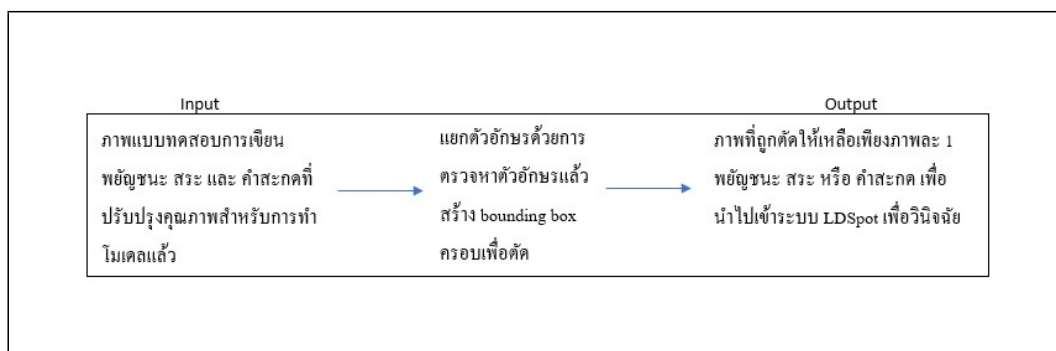 Input
ภาพแบบทดสอบการเขียน
พยัญชนะ สระ และ คำสะกดที่
ปรับปรุงคุณภาพสำหรับการทำ
โมเดลแล้ว
แยกตัวอักษรด้วยการ
ตรวจหาตัวอักษรแล้ว
สร้าง bounding box
ครอบเพื่อตัด
Output
ภาพที่ถูกตัดให้เหลือเพียงภาพละ 1
พยัญชนะ สระ หรือ คำสะกด เพื่อ
นำไปเข้าระบบ LDSpot เพื่อวินิจฉัย